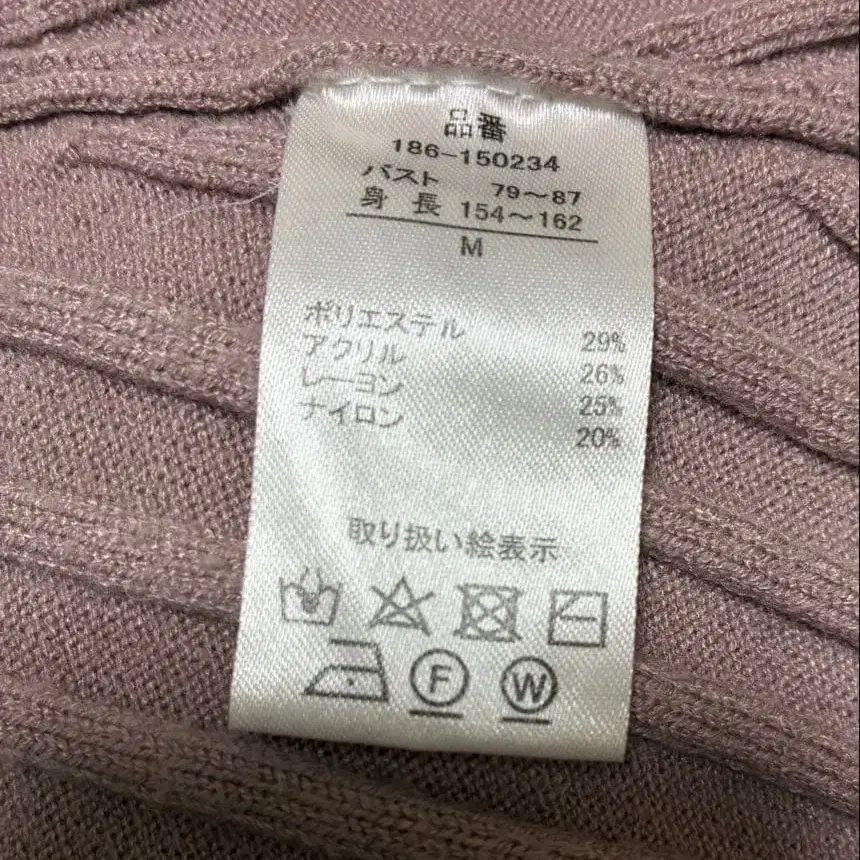 品番
186-150234
バスト 79～87
身長 154～162
M
ポリエステル 29%
アクリル 26%
レーヨン 25%
ナイロン 20%
取り扱い絵表示
F W